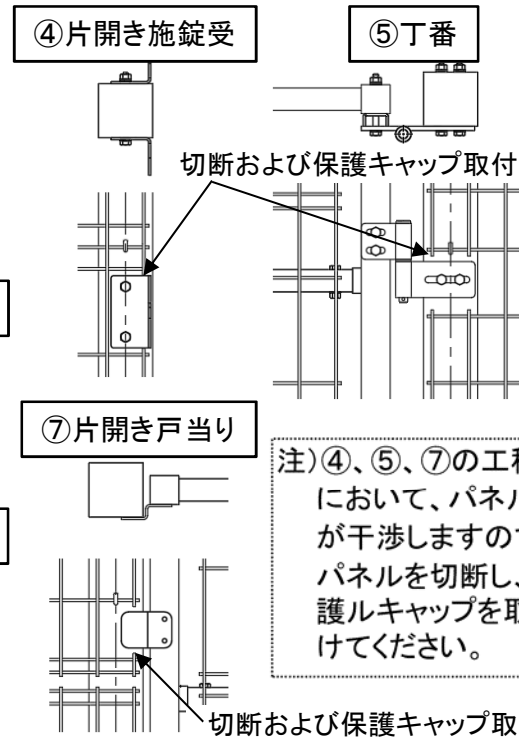 ④片開き施錠受
⑤丁番
切断および保護キャップ取付
⑦片開き戸当り
注)④、⑤、⑦の工
において、パネル
が干渉しますので
パネルを切断し、
護ルキャップを取
けてください。
切断および保護キャップ取